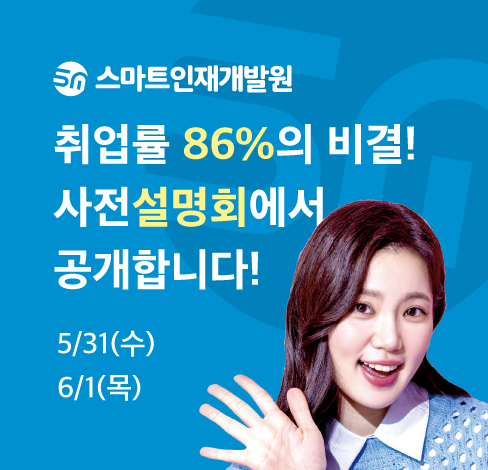 스마트인재개발원
취업률 86%의 비결!
사전설명회에서
공개합니다!
5/31(수)
6/1(목)